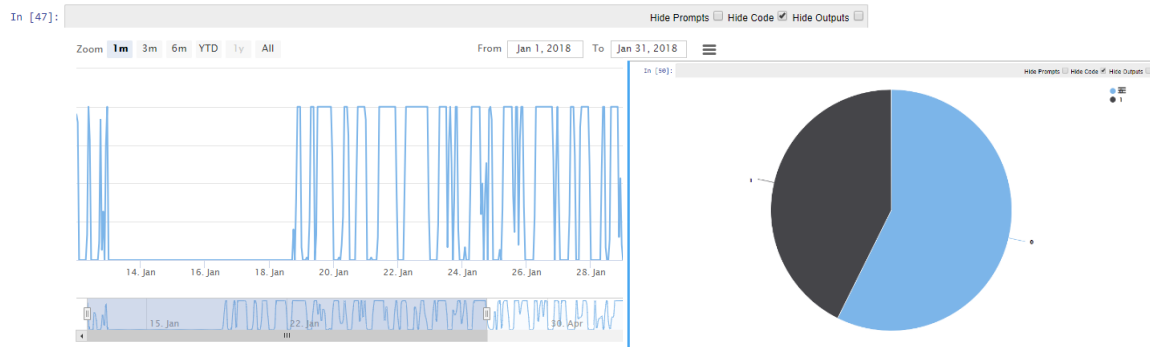 In [47]:
Hide Prompts Hide Code Hide Outputs
Zoom 1m 3m 6m YTD 1y All
From Jan 1, 2018 To Jan 31, 2018
14. Jan 16. Jan 18. Jan 20. Jan 22. Jan 24. Jan 26. Jan 28. Jan
15. Jan 22. Jan 30. Apr
In [50]:
Hide Prompts Hide Code Hide Outputs
1
1
0